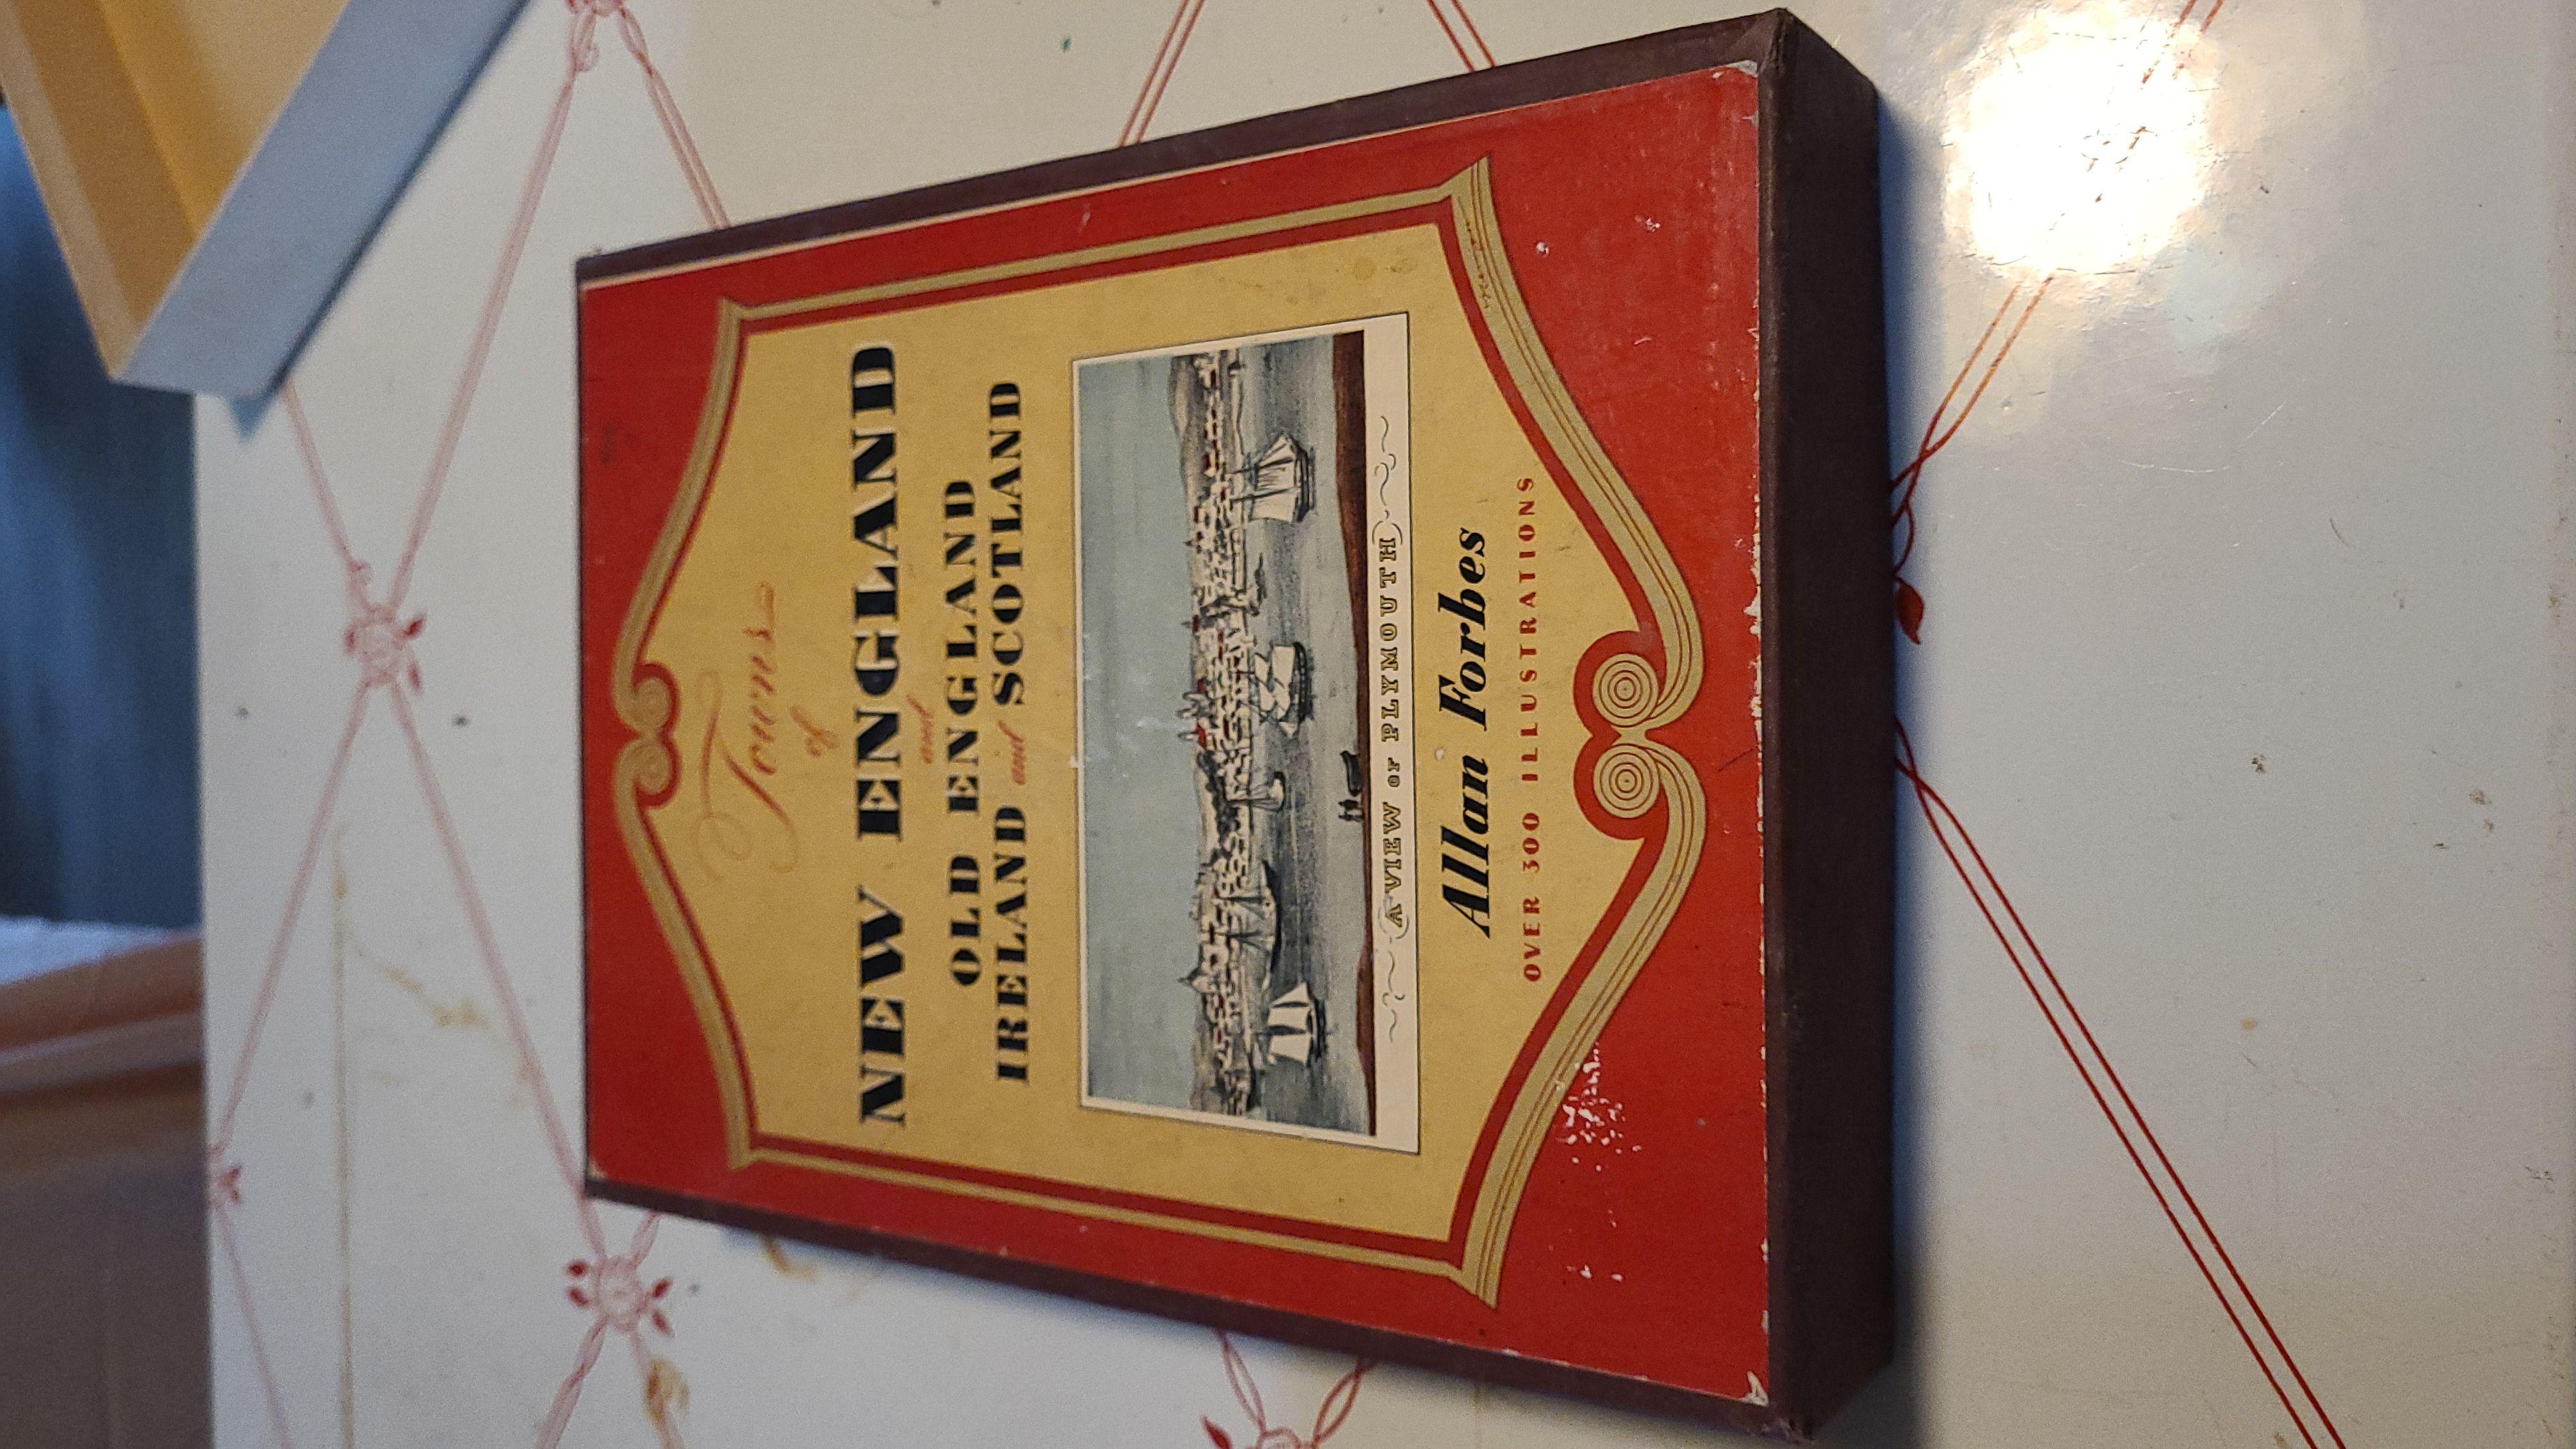 Towns
of
NEW ENGLAND
and
OLD ENGLAND
IRELAND and SCOTLAND
A VIEW OF PLYMOUTH
Allan Forbes
OVER 300 ILLUSTRATIONS